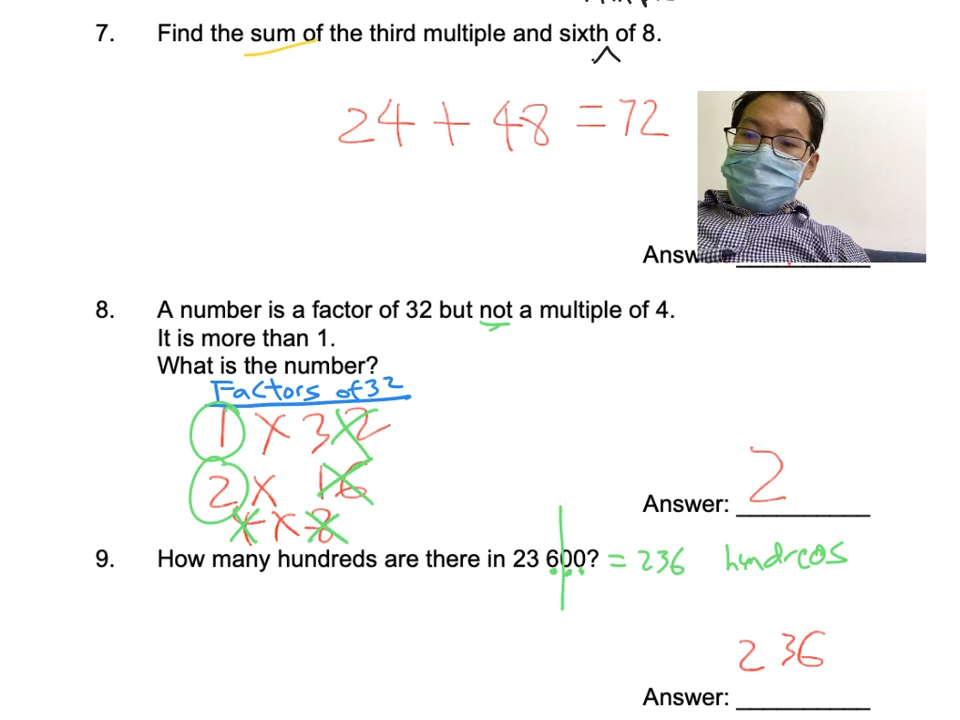 7. Find the sum of the third multiple and sixth of 8.
24 + 48 = 72
Answ
8. A number is a factor of 32 but not a multiple of 4.
It is more than 1.
What is the number?
Factors of 32
1 x 32
2 x 16
4 x 8
Answer: 2
9. How many hundreds are there in 23 600? = 236 hundreds
236
Answer: